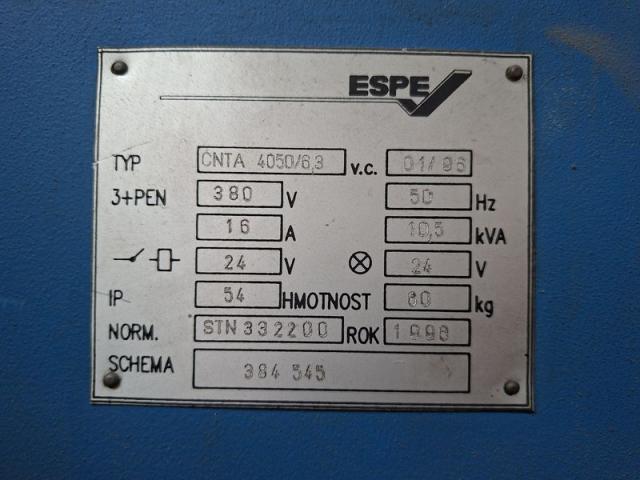 ESPE
TYP CNTA 4050/6,3 v.c. 01/96
3+PEN 380 V 50 Hz
16 A 10,5 kVA
24 V 24 V
IP 54 HMOTNOST 60 kg
NORM. STN 332200 ROK 1996
SCHEMA 384 545